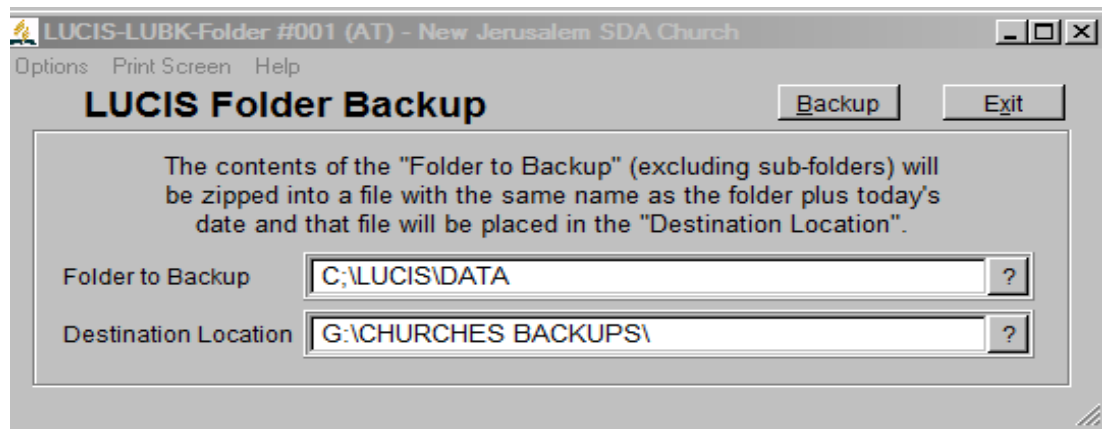 LUCIS-LUBK-Folder #001 (AT) - New Jerusalem SDA Church
Options Print Screen Help
LUCIS Folder Backup Backup Exit
The contents of the "Folder to Backup" (excluding sub-folders) will
be zipped into a file with the same name as the folder plus today's
date and that file will be placed in the "Destination Location".
Folder to Backup C;\LUCIS\DATA ?
Destination Location G:\CHURCHES BACKUPS\ ?